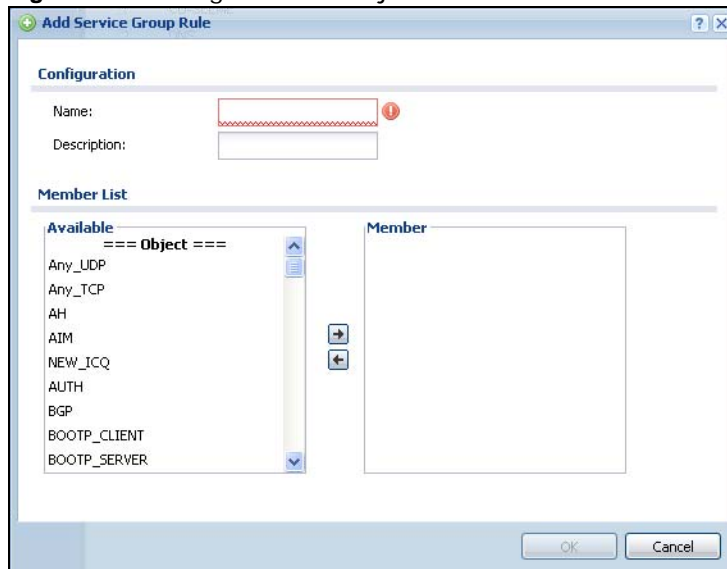 Add Service Group Rule
Configuration
Name:
Description:
Member List
Available
=== Object ===
Any_UDP
Any_TCP
AH
AIM
NEW_ICQ
AUTH
BGP
BOOTP_CLIENT
BOOTP_SERVER
Member
OK
Cancel